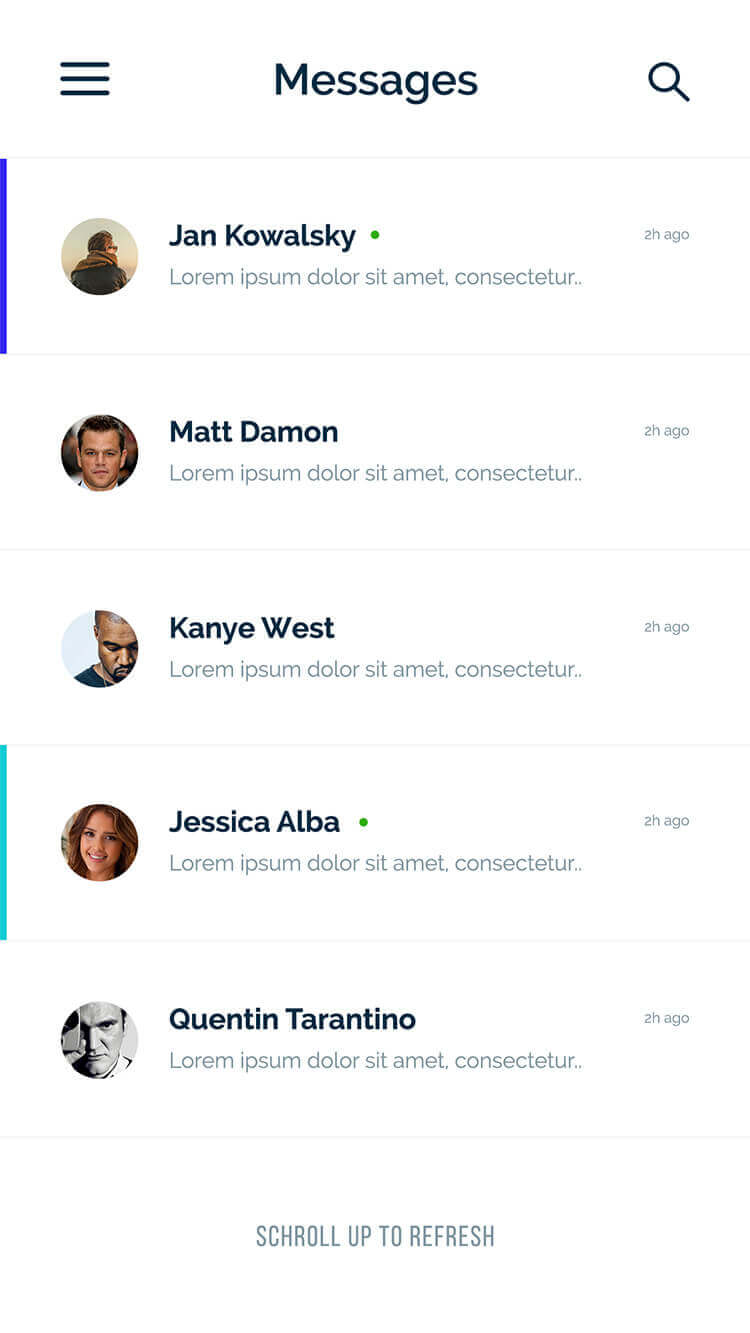 Messages
Jan Kowalsky
2h ago
Lorem ipsum dolor sit amet, consectetur..
Matt Damon
2h ago
Lorem ipsum dolor sit amet, consectetur..
Kanye West
2h ago
Lorem ipsum dolor sit amet, consectetur..
Jessica Alba
2h ago
Lorem ipsum dolor sit amet, consectetur..
Quentin Tarantino
2h ago
Lorem ipsum dolor sit amet, consectetur..
SCHROLL UP TO REFRESH